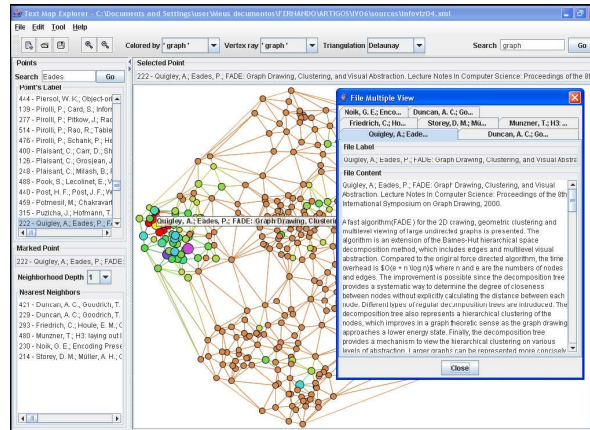 Text Map Explorer - C:\Documents and Settings\user\Meus documentos\FERNANDO\ARTIGOS\IV06\sources\infoviz04.xml
File Edit Tool Help
Colored by ' graph ' Vertex ray ' graph ' Triangulation Delaunay Search graph Go
Points
Search Eades Go
Point's Label
444 - Piersol, W. K.; Object-ori
139 - Pirolli, P.; Card, S.; Inform
277 - Pirolli, P.; Pitkow, J.; Rao
514 - Pirolli, P.; Rao, R.; Table
476 - Pirolli, P.; Schank, P.; He
400 - Plaisant, C.; Carr, D.; Sh
126 - Plaisant, C.; Grosjean, J
248 - Plaisant, C.; Milash, B.;
488 - Pook, S.; Lecolinet, E.; V
440 - Post, H. F.; Post, J. F.; W
459 - Potmesil, M.; Chakravart
315 - Puzicha, J.; Hofmann, T.
222 - Quigley, A.; Eades, P.; FA
Marked Point
222 - Quigley, A.; Eades, P.; FADE:
Neighborhood Depth 1
Nearest Neighbors
421 - Duncan, A. C.; Goodrich, T.
229 - Duncan, A. C.; Goodrich, T.
293 - Friedrich, C.; Houle, E. M.; C
480 - Munzner, T.; H3: laying out l
230 - Noik, G. E.; Encoding Prese
214 - Storey, D. M.; Müller, A. H.; C
Selected Point
222 - Quigley, A.; Eades, P.; FADE: Graph Drawing, Clustering, and Visual Abstraction. Lecture Notes In Computer Science: Proceedings of the 8th
Quigley, A.; Eades, P.; FADE: Graph Drawing, Clusterin
File Multiple View
Noik, G. E.; Enco... Duncan, A. C.; Go...
Friedrich, C.; Ho... Storey, D. M.; Mü... Munzner, T.; H3: ...
Quigley, A.; Eade... Duncan, A. C.; Go...
File Label
Quigley, A.; Eades, P.; FADE: Graph Drawing, Clustering, and Visual Abstra
File Content
Quigley, A.; Eades, P.; FADE: Graph Drawing, Clustering, and Visual
Abstraction. Lecture Notes In Computer Science: Proceedings of the 8th
International Symposium on Graph Drawing, 2000.
A fast algorithm(FADE ) for the 2D drawing, geometric clustering and
multilevel viewing of large undirected graphs is presented. The
algorithm is an extension of the Barnes-Hut hierarchical space
decomposition method, which includes edges and multilevel visual
abstraction. Compared to the original force directed algorithm, the time
overhead is $O(e + n \log n)$ where n and e are the numbers of nodes
and edges. The improvement is possible since the decomposition tree
provides a systematic way to determine the degree of closeness
between nodes without explicitly calculating the distance between each
node. Different types of regular decomposition trees are introduced. The
decomposition tree also represents a hierarchical clustering of the
nodes, which improves in a graph theoretic sense as the graph drawing
approaches a lower energy state. Finally, the decomposition tree
provides a mechanism to view the hierarchical clustering on various
levels of abstraction. Larger graphs can be represented more concisely
Close